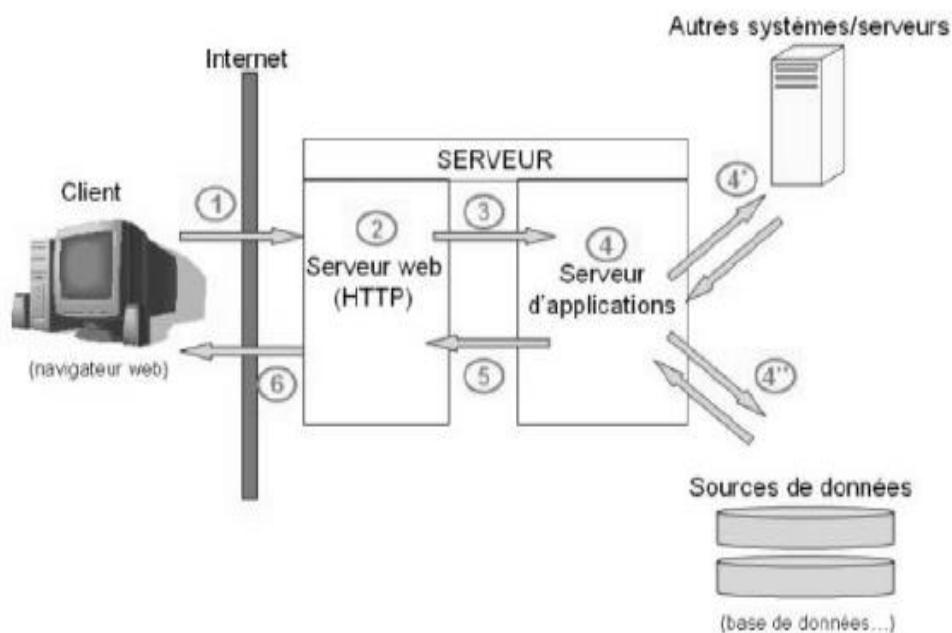 Autres systèmes/serveurs
Internet
SERVEUR
Client
1
2
3
4
4'
Serveur web
(HTTP)
Serveur
d'applications
(navigateur web)
6
5
4''
Sources de données
(base de données...)